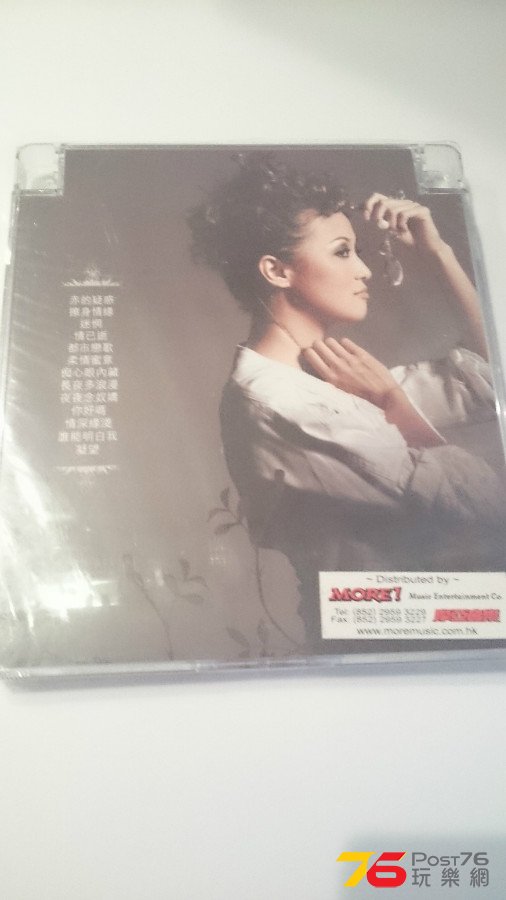 赤的疑惑
擦身情緣
迷惘
情已逝
都市戀歌
柔情蜜意
痴心眼內藏
長夜多浪漫
夜夜念奴嬌
你好嗎
情深緣淺
誰能明白我
凝望
~ Distributed by ~
MORE! Music Entertainment Co.
Tel: (852) 2959 3229
Fax: (852) 2959 3227
www.moremusic.com.hk
76 POST76
玩樂網